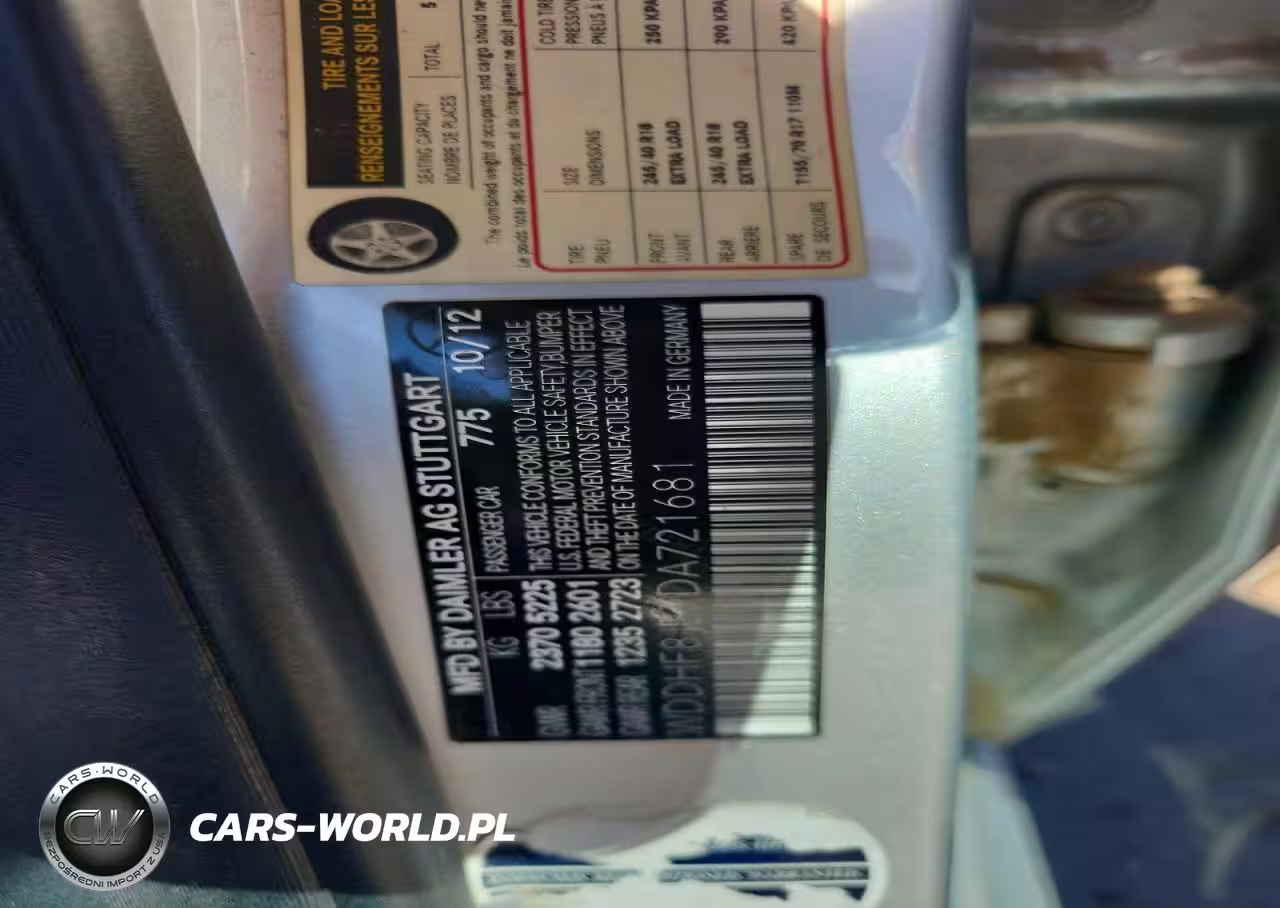 TIRE AND LOA
RENSEIGNEMENTS SUR LES
SEATING CAPACITY
NOMBRE DE PLACES
TOTAL
5
The combined weight of occupants and cargo should nev
Le poids total des occupants et du chargement ne doit jamais
TIRE
PNEU
SIZE
DIMENSIONS
COLD TIRE
PRESSION
PNEUS À F
FRONT
AVANT
245/40 R18
EXTRA LOAD
250 KPA
REAR
ARRIÈRE
245/40 R18
EXTRA LOAD
290 KPA
SPARE
DE SECOURS
T155/70 R17 110M
420 KPA
MFD BY DAIMLER AG STUTTGART
KG LBS PASSENGER CAR 775 10/12
GVWR 2370 5225 THIS VEHICLE CONFORMS TO ALL APPLICABLE
GAWR FRONT 1180 2601 U.S. FEDERAL MOTOR VEHICLE SAFETY,BUMPER
GAWR REAR 1235 2723 AND THEFT PREVENTION STANDARDS IN EFFECT
ON THE DATE OF MANUFACTURE SHOWN ABOVE
DA721681 MADE IN GERMANY
CARS-WORLD
CW
BEZPOŚREDNI IMPORT Z USA
CARS-WORLD.PL